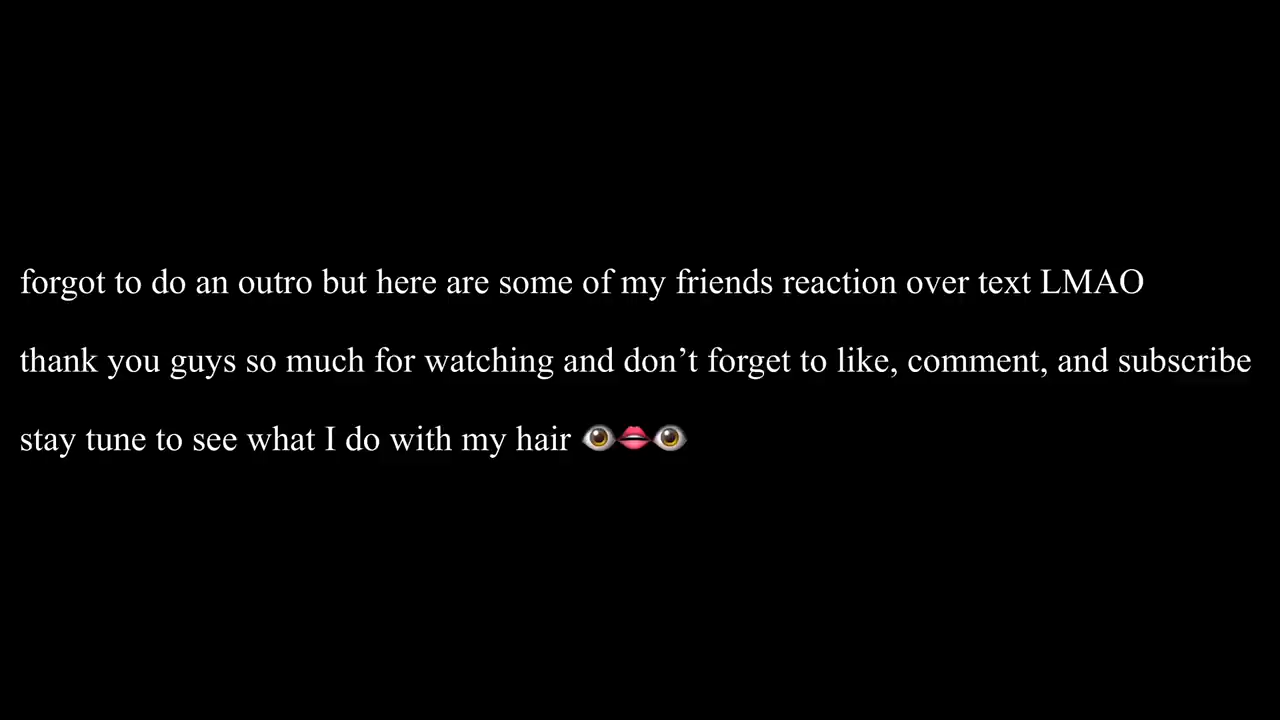 forgot to do an outro but here are some of my friends reaction over text LMAO
thank you guys so much for watching and don’t forget to like, comment, and subscribe
stay tune to see what I do with my hair 👁👄👁